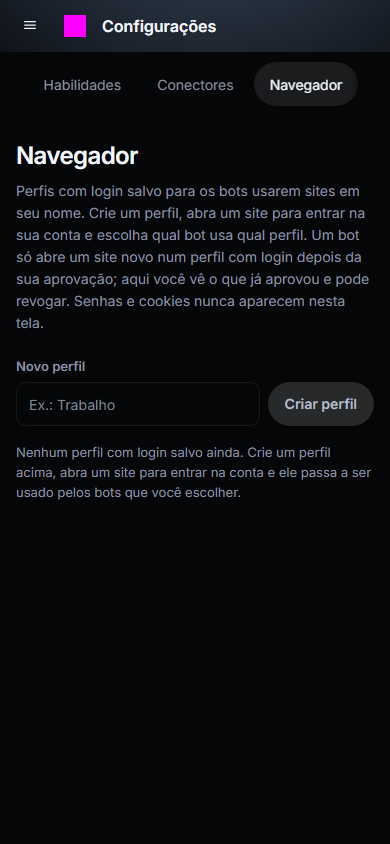 Configurações
Habilidades
Conectores
Navegador
Navegador
Perfis com login salvo para os bots usarem sites em
seu nome. Crie um perfil, abra um site para entrar na
sua conta e escolha qual bot usa qual perfil. Um bot
só abre um site novo num perfil com login depois da
sua aprovação; aqui você vê o que já aprovou e pode
revogar. Senhas e cookies nunca aparecem nesta
tela.
Novo perfil
Ex.: Trabalho
Criar perfil
Nenhum perfil com login salvo ainda. Crie um perfil
acima, abra um site para entrar na conta e ele passa a ser
usado pelos bots que você escolher.